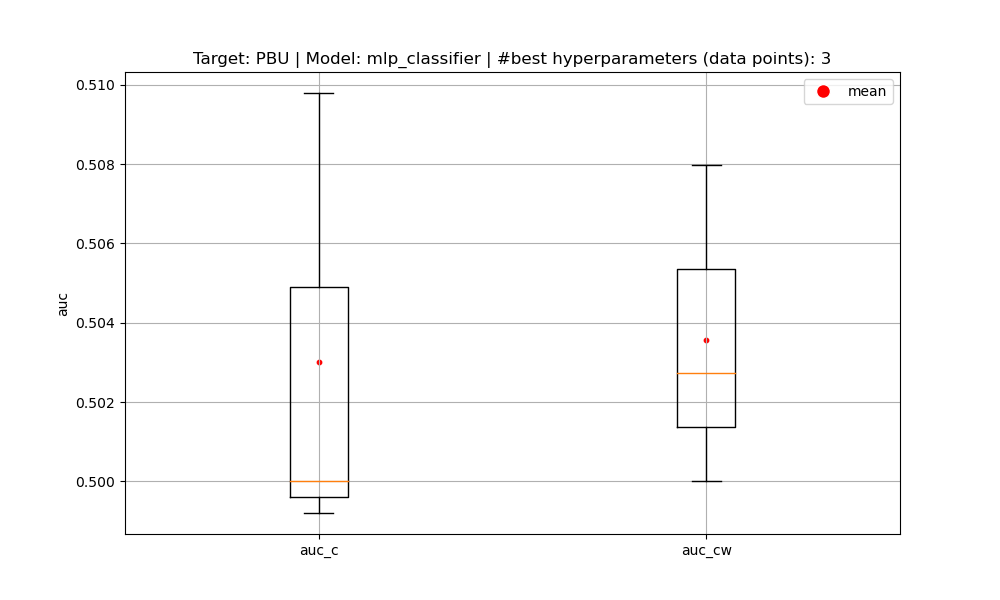 Target: PBU | Model: mlp_classifier | #best hyperparameters (data points): 3
mean
0.510
0.508
0.506
0.504
0.502
0.500
auc
auc_c
auc_cw